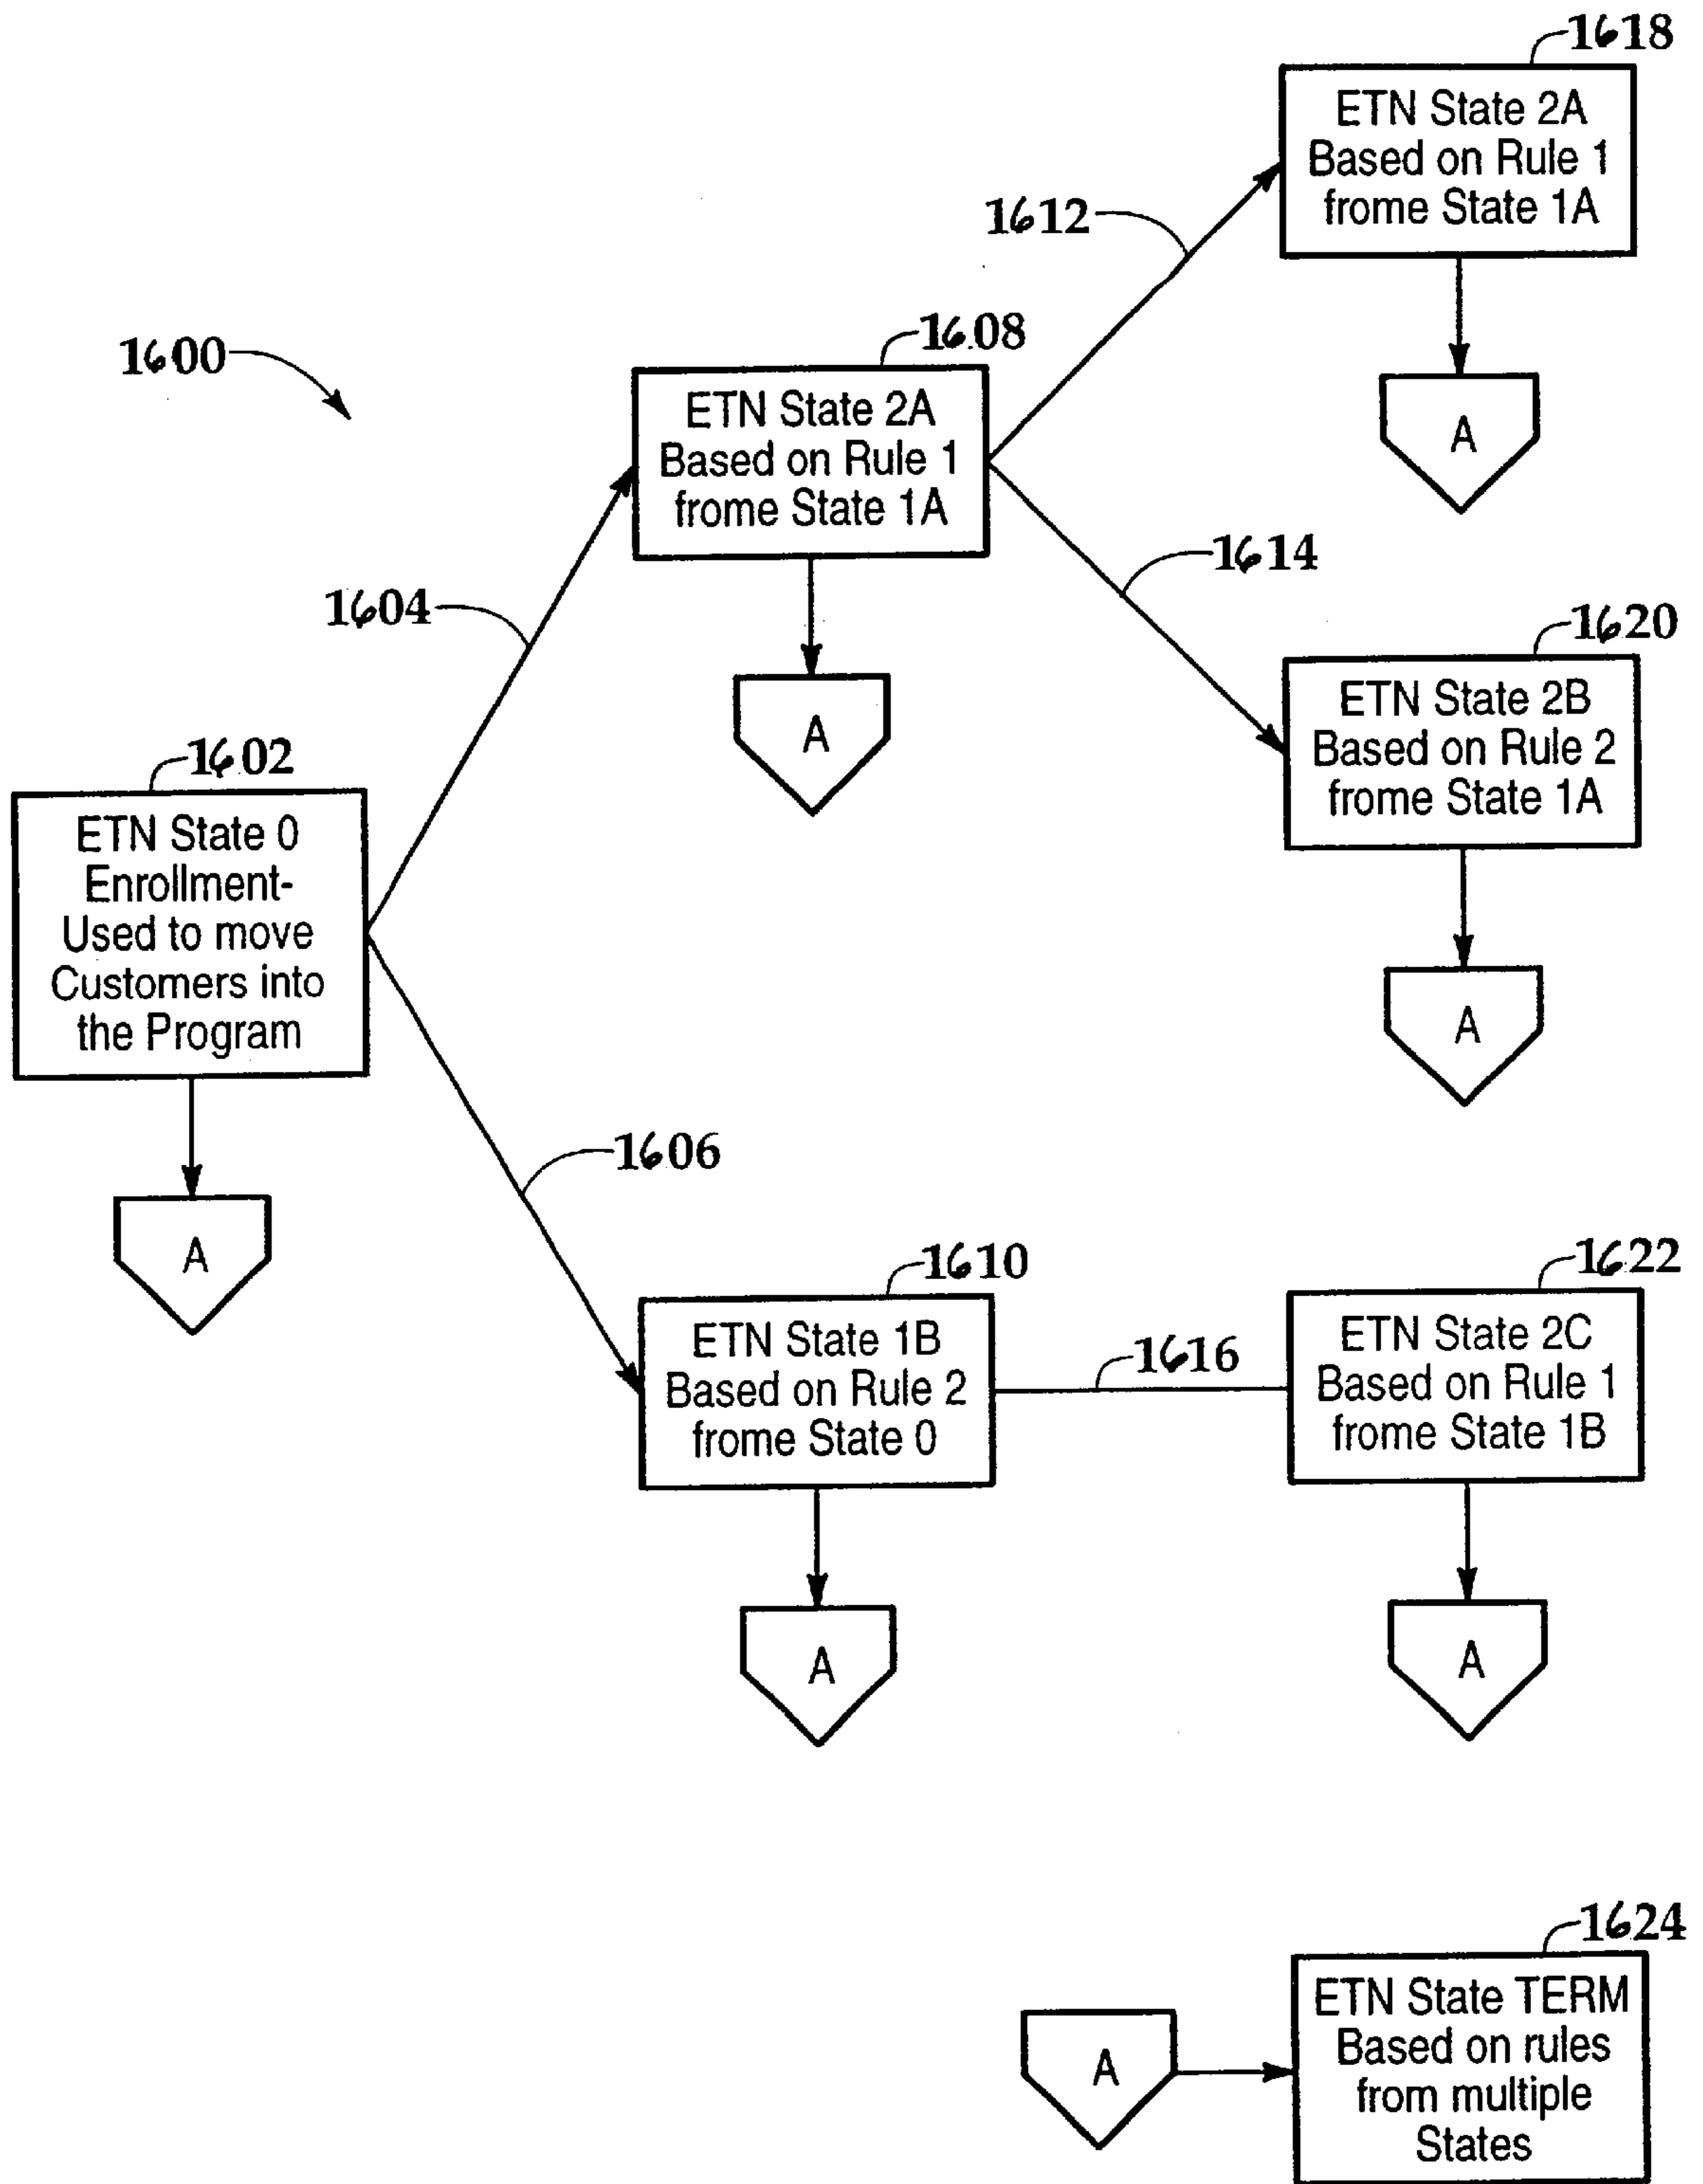 1618
ETN State 2A
Based on Rule 1
frome State 1A
1612
A
1600
1608
ETN State 2A
Based on Rule 1
frome State 1A
1614
A
1604
1620
ETN State 2B
Based on Rule 2
frome State 1A
A
1602
ETN State 0
Enrollment-
Used to move
Customers into
the Program
A
1606
1610
ETN State 1B
Based on Rule 2
frome State 0
A
1616
1622
ETN State 2C
Based on Rule 1
frome State 1B
A
1624
A
ETN State TERM
Based on rules
from multiple
States